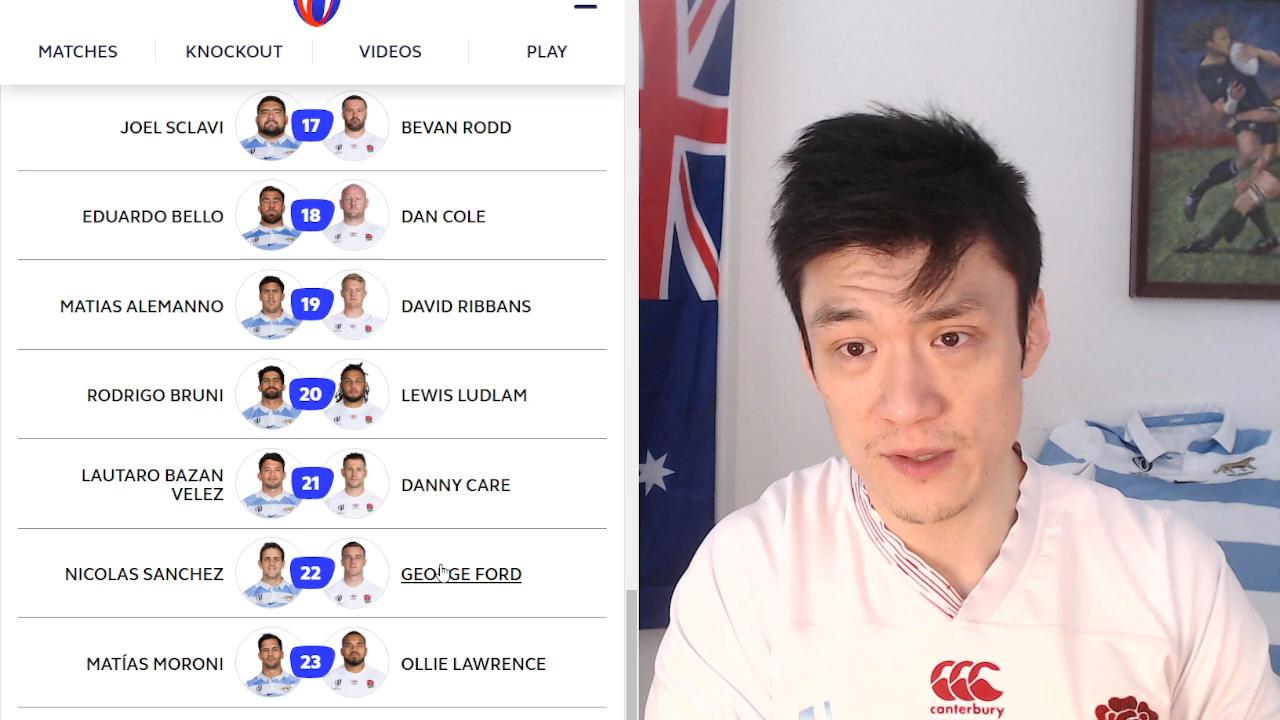 MATCHES KNOCKOUT VIDEOS PLAY
JOEL SCLAVI 17 BEVAN RODD
EDUARDO BELLO 18 DAN COLE
MATIAS ALEMANNO 19 DAVID RIBBANS
RODRIGO BRUNI 20 LEWIS LUDLAM
LAUTARO BAZAN
VELEZ 21 DANNY CARE
NICOLAS SANCHEZ 22 GEORGE FORD
MATÍAS MORONI 23 OLLIE LAWRENCE
canterbury